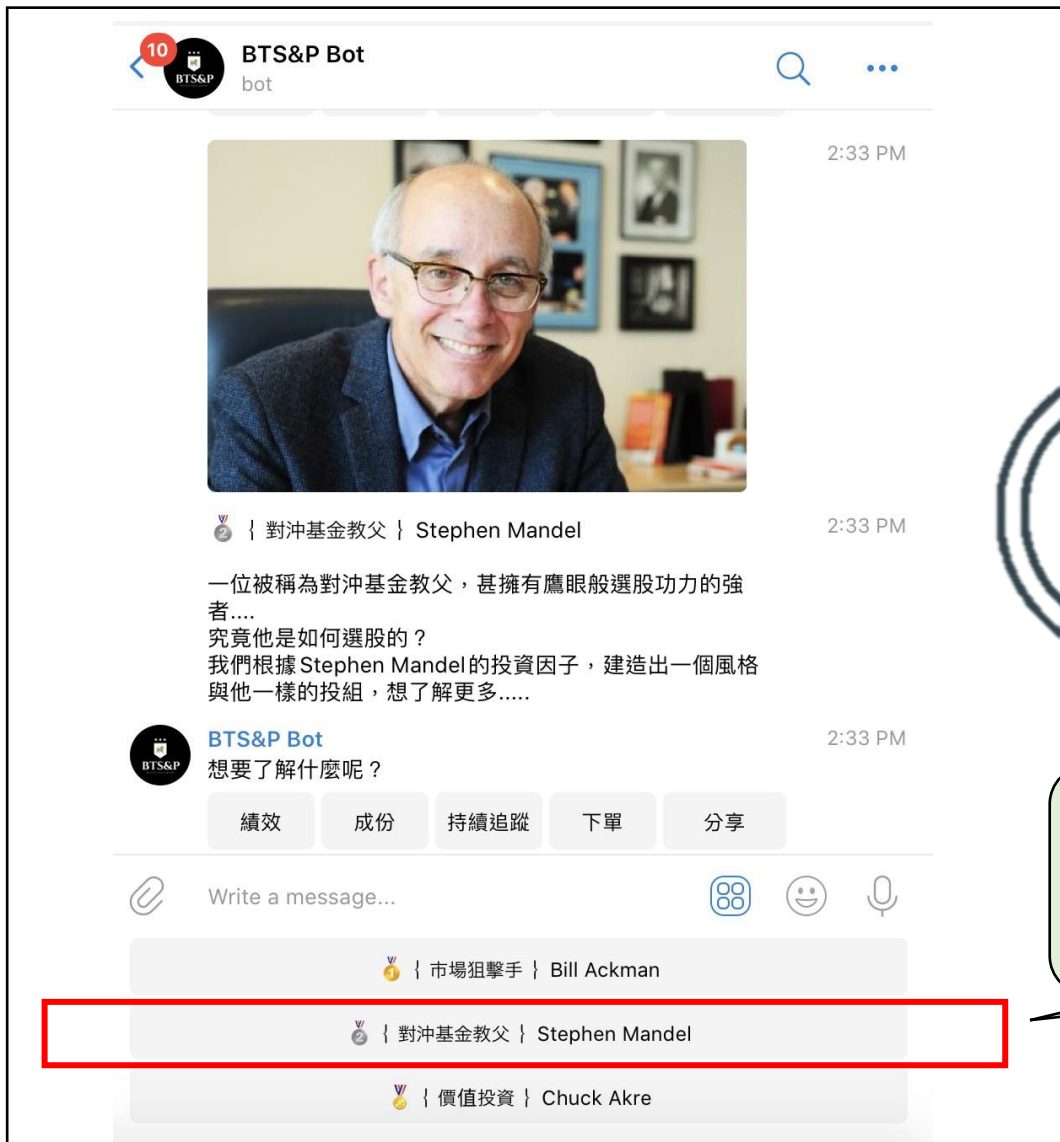 10
BTS&P
BTS&P Bot
bot
2:33 PM
🥈｛對沖基金教父｝Stephen Mandel
2:33 PM
一位被稱為對沖基金教父，甚擁有鷹眼般選股功力的強
者....
究竟他是如何選股的？
我們根據Stephen Mandel的投資因子，建造出一個風格
與他一樣的投組，想了解更多.....
BTS&P
BTS&P Bot
2:33 PM
想要了解什麼呢？
績效 成份 持續追蹤 下單 分享
Write a message...
🥇｛市場狙擊手｝Bill Ackman
🥈｛對沖基金教父｝Stephen Mandel
🏅｛價值投資｝Chuck Akre